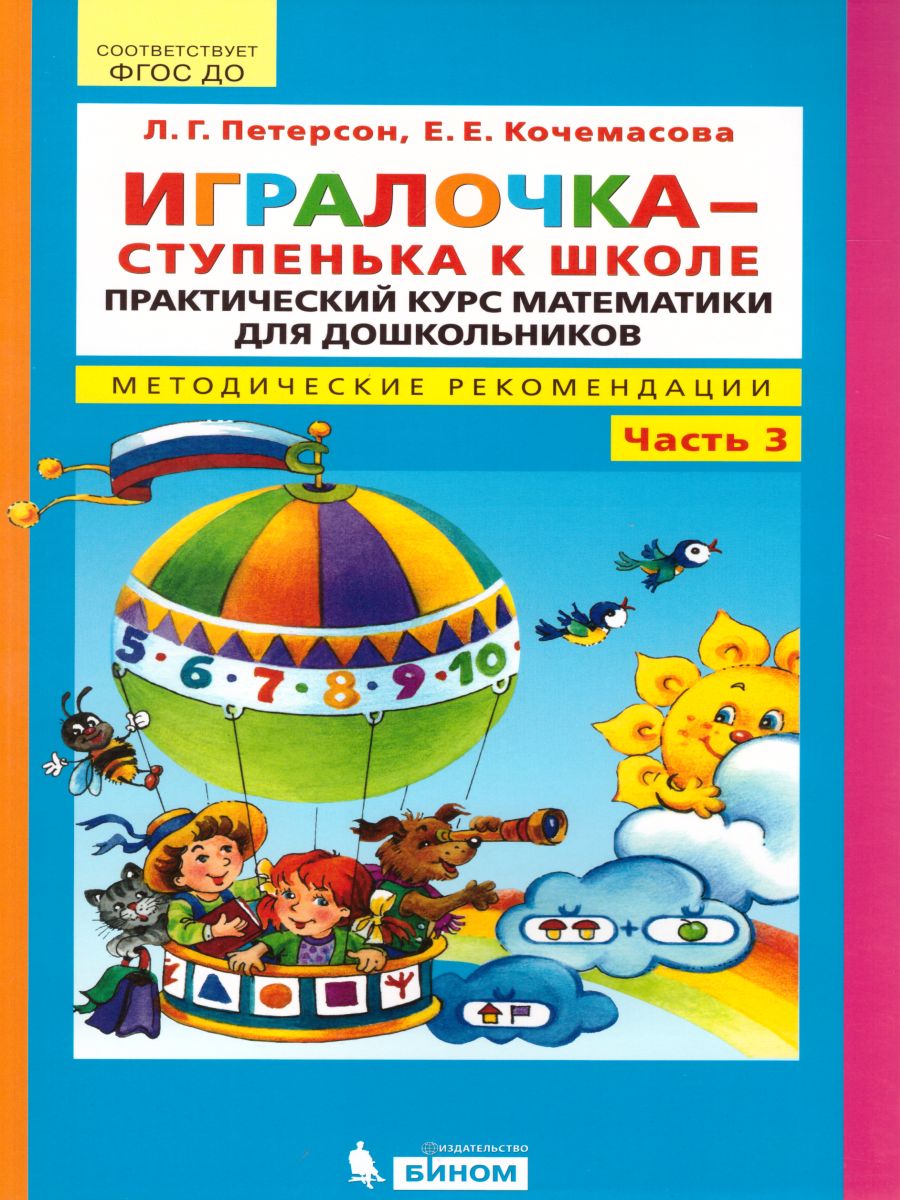 СООТВЕТСТВУЕТ
ФГОС ДО
Л. Г. Петерсон, Е. Е. Кочемасова
ИГРАЛОЧКА –
СТУПЕНЬКА К ШКОЛЕ
ПРАКТИЧЕСКИЙ КУРС МАТЕМАТИКИ
ДЛЯ ДОШКОЛЬНИКОВ
МЕТОДИЧЕСКИЕ РЕКОМЕНДАЦИИ
Часть 3
5 · 6 · 7 · 8 · 9 · 10
+
ИЗДАТЕЛЬСТВО
БИНОМ